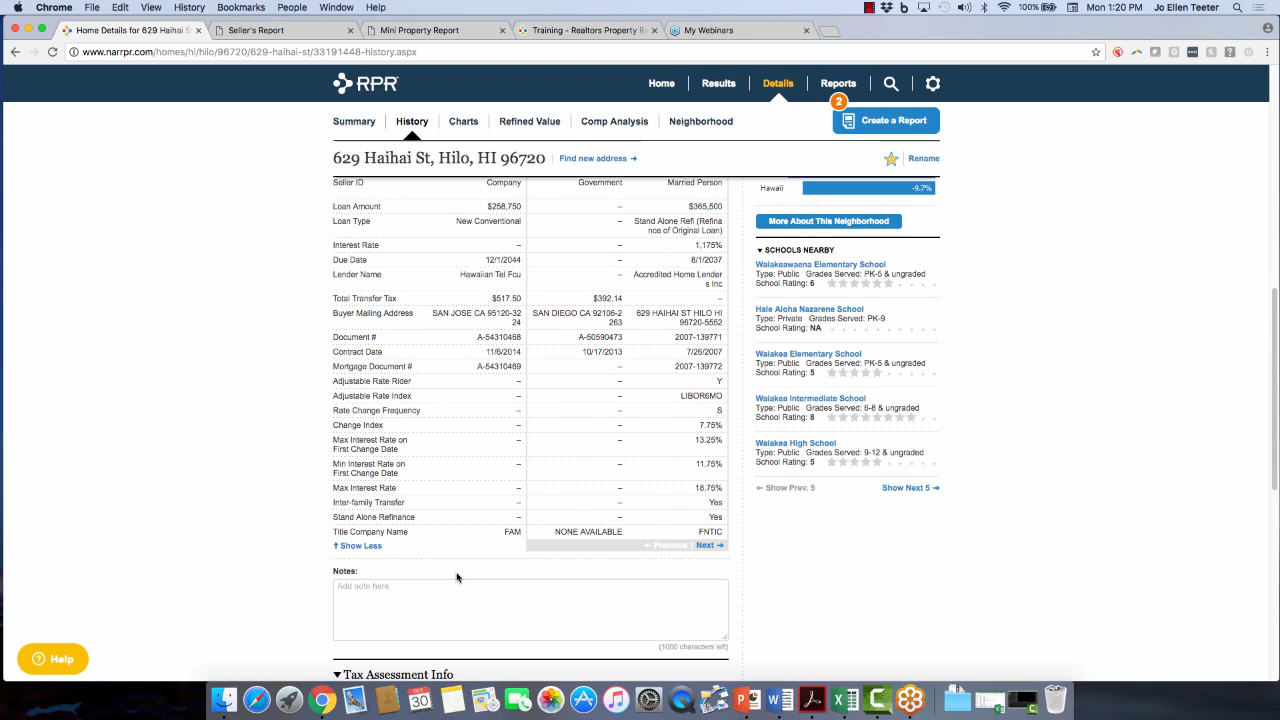 Chrome File Edit View History Bookmarks People Window Help 100% Mon 1:20 PM Jo Ellen Teeter
Home Details for 629 Haihai S Seller's Report Mini Property Report Training - Realtors Property Re My Webinars
www.narrpr.com/homes/hi/hilo/96720/629-haihai-st/33191448-history.aspx
RPR Home Results Details Reports
2
Summary History Charts Refined Value Comp Analysis Neighborhood Create a Report
629 Haihai St, Hilo, HI 96720 Find new address → Rename
Seller ID Company Government Married Person
Loan Amount $258,750 – $365,500
Loan Type New Conventional – Stand Alone Refi (Refina
nce of Original Loan)
Interest Rate – – 1,175%
Due Date 12/1/2044 – 8/1/2037
Lender Name Hawaiian Tel Fcu – Accredited Home Lender
s Inc
Total Transfer Tax $517.50 $392.14 –
Buyer Mailing Address SAN JOSE CA 95120-32 SAN DIEGO CA 92106-2 629 HAIHAI ST HILO HI
24 263 96720-5552
Document # A-54310468 A-50590473 2007-139771
Contract Date 11/6/2014 10/17/2013 7/26/2007
Mortgage Document # A-54310469 – 2007-139772
Adjustable Rate Rider – – Y
Adjustable Rate Index – – LIBOR6MO
Rate Change Frequency – – S
Change Index – – 7.75%
Max Interest Rate on – – 13.25%
First Change Date
Min Interest Rate on – – 11.75%
First Change Date
Max Interest Rate – – 18.75%
Inter-family Transfer – – Yes
Stand Alone Refinance – – Yes
Title Company Name FAM NONE AVAILABLE FNTIC
Show Less ← Previous Next →
Notes:
Add note here
(1000 characters left)
Tax Assessment Info
Hawaii -9.7%
More About This Neighborhood
SCHOOLS NEARBY
Waiakeawaena Elementary School
Type: Public Grades Served: PK-5 & ungraded
School Rating: 6
Hale Aloha Nazarene School
Type: Private Grades Served: PK-9
School Rating: NA
Waiakea Elementary School
Type: Public Grades Served: PK-5 & ungraded
School Rating: 5
Waiakea Intermediate School
Type: Public Grades Served: 6-8 & ungraded
School Rating: 8
Waiakea High School
Type: Public Grades Served: 9-12 & ungraded
School Rating: 5
← Show Prev. 5 Show Next 5 →
Help
OCT
30